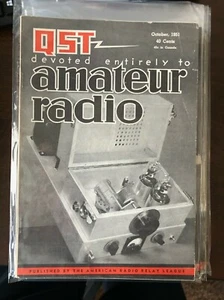 QST
October, 1951
40 Cents
devoted entirely to
amateur
radio
PUBLISHED BY THE AMERICAN RADIO RELAY LEAGUE